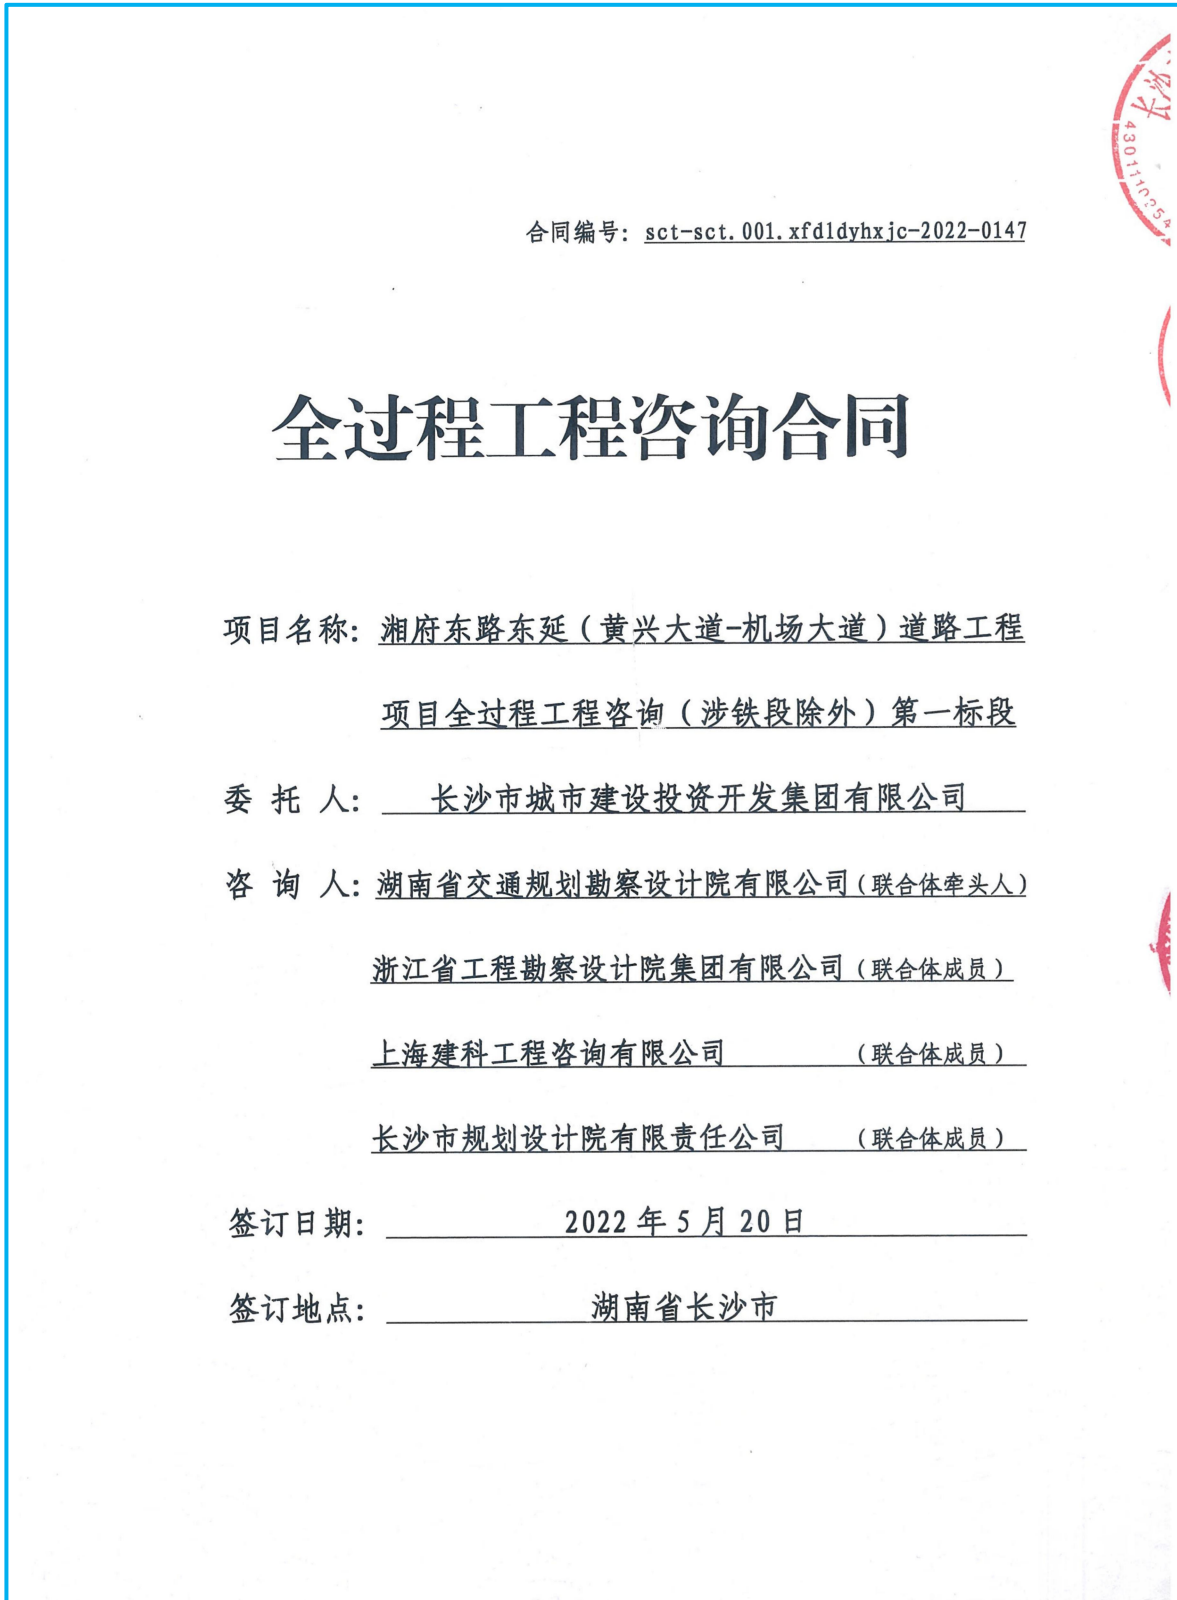 合同编号：sct-sct.001.xfdldyhxjc-2022-0147
全过程工程咨询合同
项目名称：湘府东路东延（黄兴大道-机场大道）道路工程
项目全过程工程咨询（涉铁段除外）第一标段
委托人：长沙市城市建设投资开发集团有限公司
咨询人：湖南省交通规划勘察设计院有限公司（联合体牵头人）
浙江省工程勘察设计院集团有限公司（联合体成员）
上海建科工程咨询有限公司（联合体成员）
长沙市规划设计院有限责任公司（联合体成员）
签订日期：2022年5月20日
签订地点：湖南省长沙市
长沙